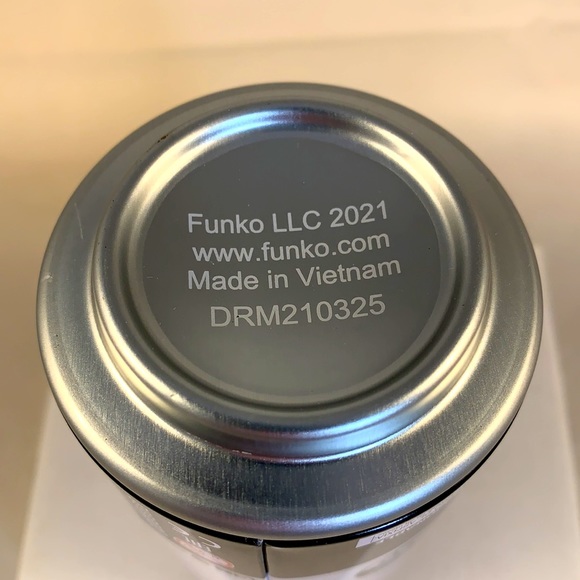 Funko LLC 2021
www.funko.com
Made in Vietnam
DRM210325